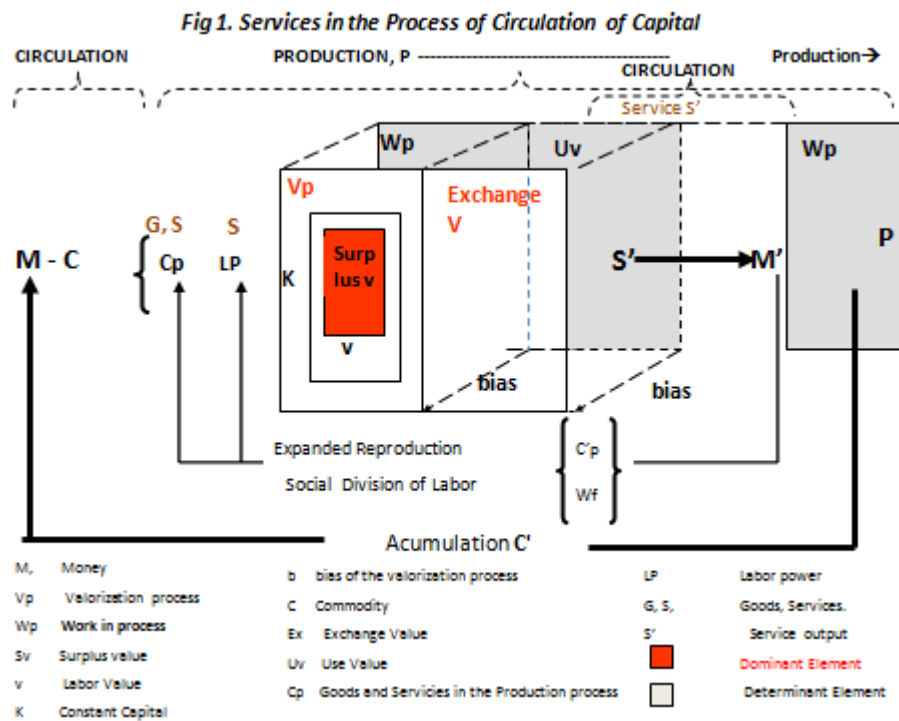 Fig 1. Services in the Process of Circulation of Capital
CIRCULATION
PRODUCTION, P ------------------------------------------
CIRCULATION
Production→
Service S’
Wp
Uv
Wp
Vp
Exchange
V
G, S
S
M - C
Cp
LP
K
Surp
lus v
v
S’
M’
P
bias
bias
Expanded Reproduction
Social Division of Labor
C’p
Wf
Acumulation C'
M, Money
Vp Valorization process
Wp Work in process
Sv Surplus value
v Labor Value
K Constant Capital
b bias of the valorization process
C Commodity
Ex Exchange Value
Uv Use Value
Cp Goods and Servicies in the Production process
LP Labor power
G, S, Goods, Services.
S’ Service output
Dominant Element
Determinant Element